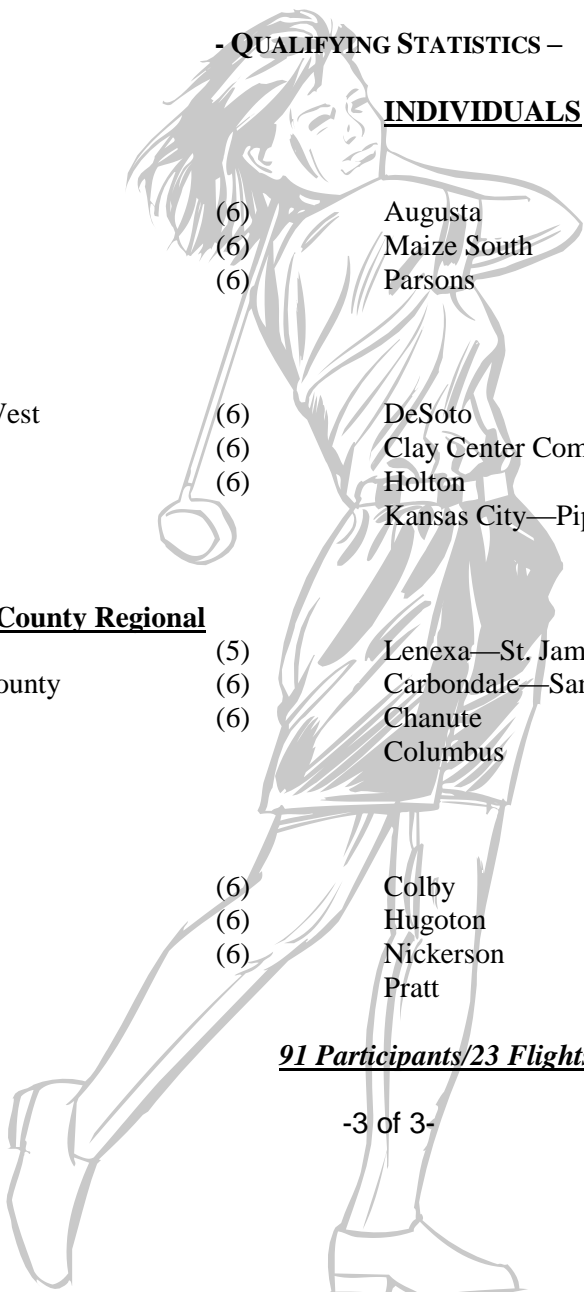 - QUALIFYING STATISTICS –
INDIVIDUALS
(6) Augusta
(6) Maize South
(6) Parsons
West (6) DeSoto
(6) Clay Center Com
(6) Holton
Kansas City—Pip
County Regional
(5) Lenexa—St. Jam
ounty (6) Carbondale—San
(6) Chanute
Columbus
(6) Colby
(6) Hugoton
(6) Nickerson
Pratt
91 Participants/23 Flights
-3 of 3-